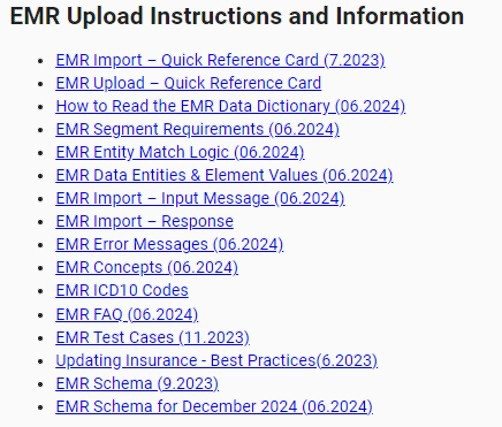 EMR Upload Instructions and Information
EMR Import – Quick Reference Card (7.2023)
EMR Upload – Quick Reference Card
How to Read the EMR Data Dictionary (06.2024)
EMR Segment Requirements (06.2024)
EMR Entity Match Logic (06.2024)
EMR Data Entities & Element Values (06.2024)
EMR Import – Input Message (06.2024)
EMR Import – Response
EMR Error Messages (06.2024)
EMR Concepts (06.2024)
EMR ICD10 Codes
EMR FAQ (06.2024)
EMR Test Cases (11.2023)
Updating Insurance - Best Practices(6.2023)
EMR Schema (9.2023)
EMR Schema for December 2024 (06.2024)